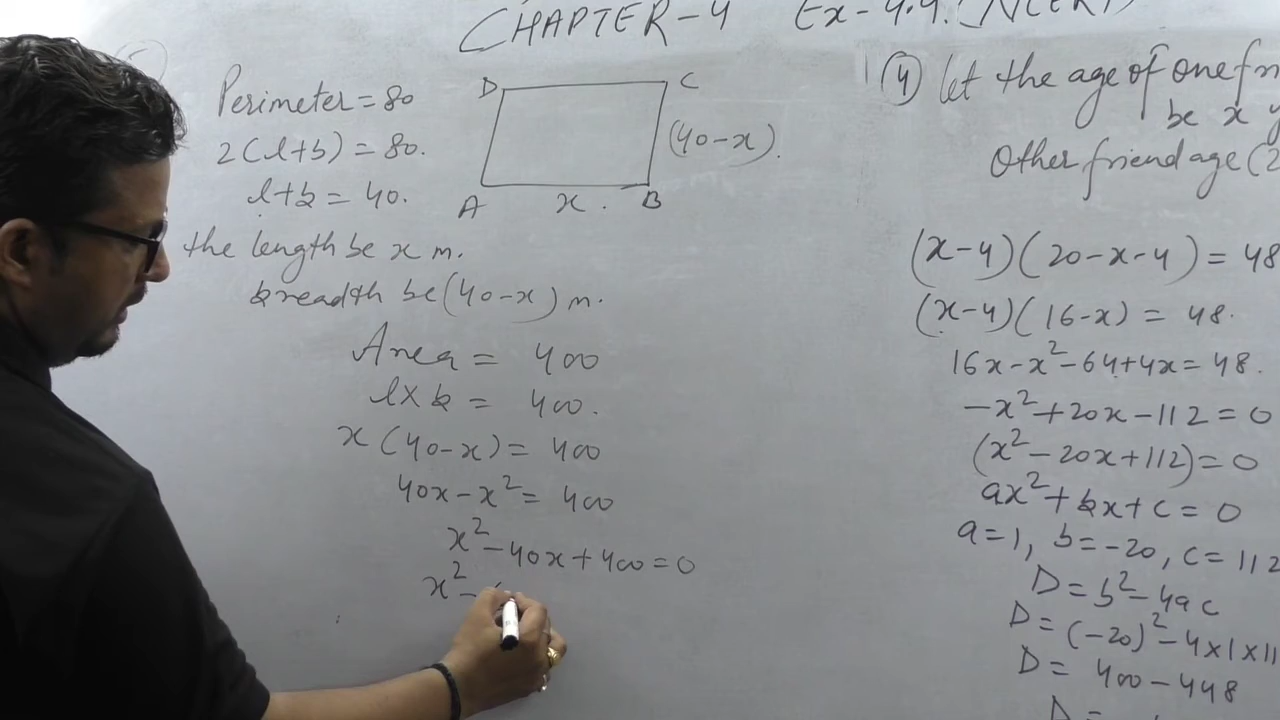 CHAPTER-4 Ex-4.4. (NCERT)
Perimeter = 80
2(l+b) = 80.
l+b = 40.
the length be x m.
breadth be (40-x) m.
Area = 400
l×b = 400.
x(40-x) = 400
40x-x² = 400
x²-40x+400=0
x²-
D C
(40-x).
A x. B
(4) let the age of one
be x
Other friend age (2
(x-4)(20-x-4) = 48
(x-4)(16-x) = 48.
16x-x²-64+4x=48.
-x²+20x-112=0
(x²-20x+112)=0
ax²+bx+c=0
a=1, b=-20, c=112
D=b²-4ac
D=(-20)²-4×1×11
D= 400-448
D=